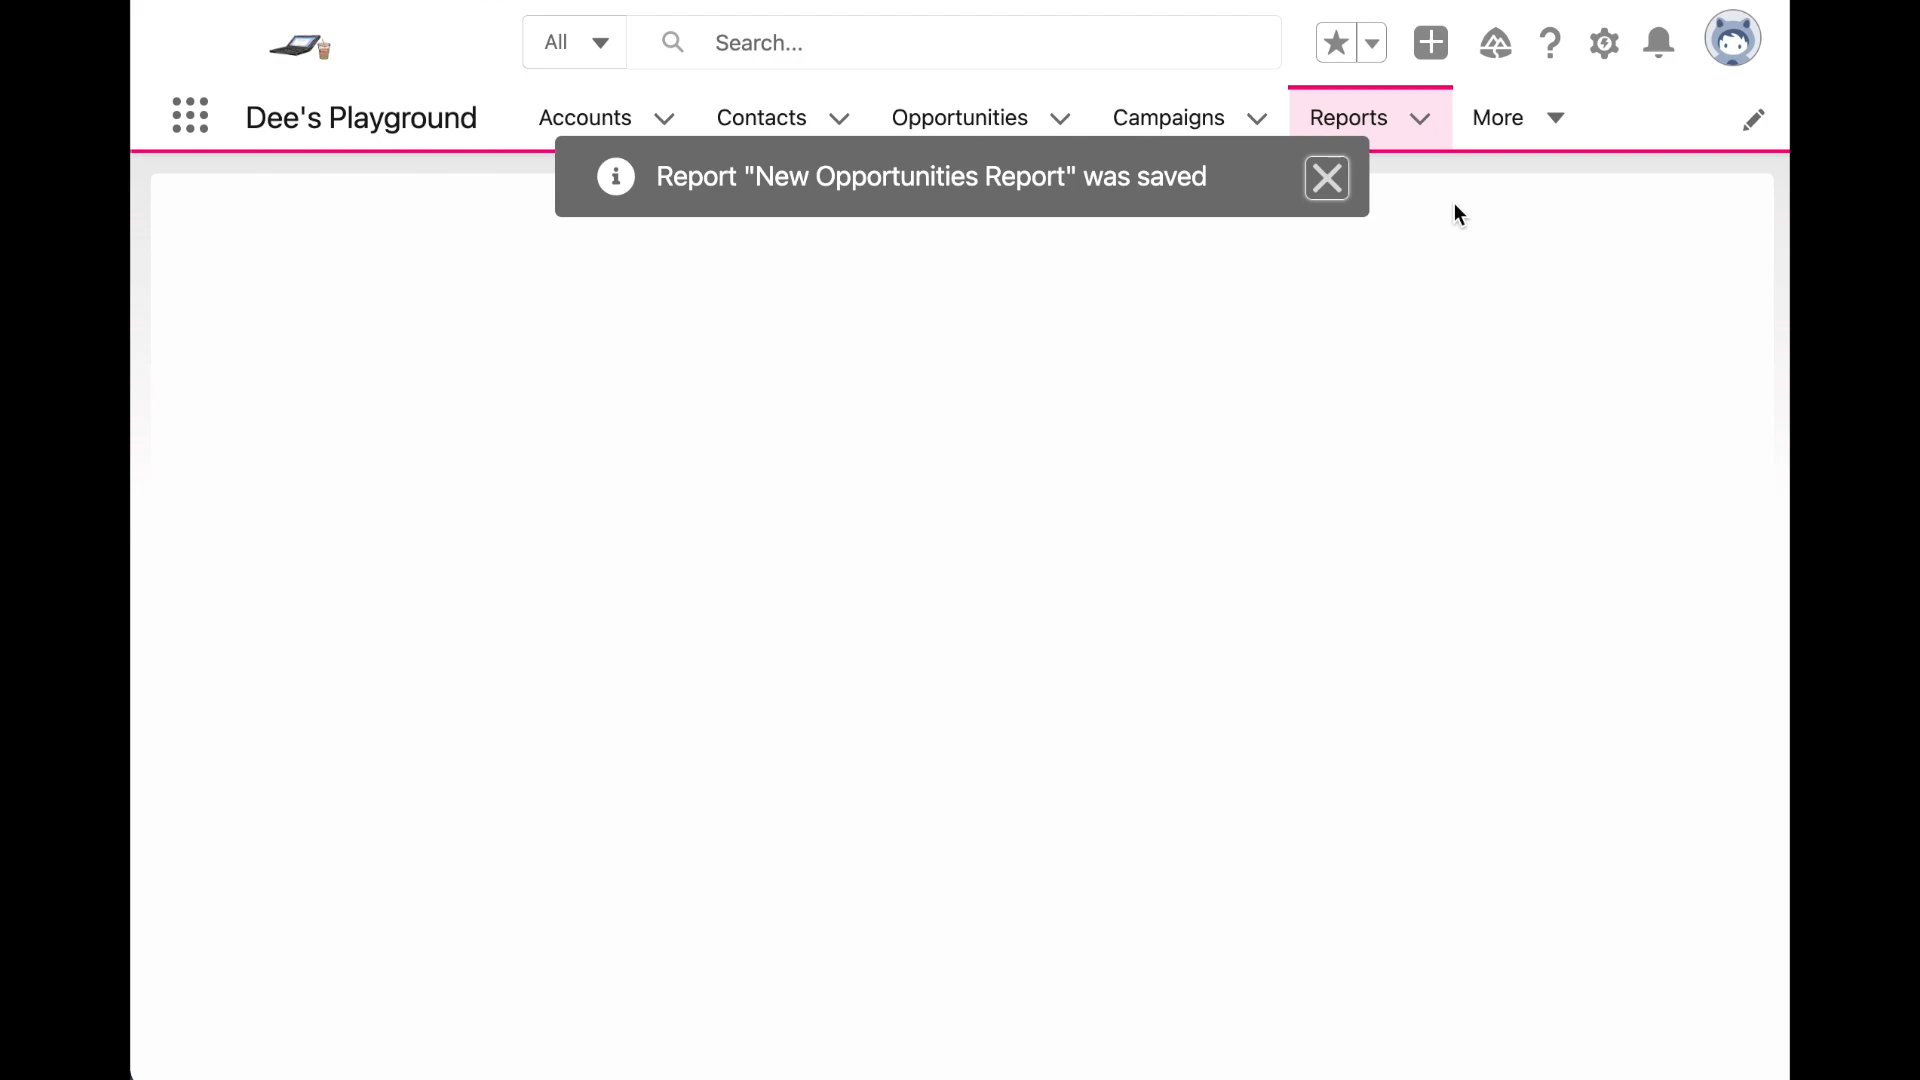 All
Search...
Dee's Playground
Accounts
Contacts
Opportunities
Campaigns
Reports
More
Report "New Opportunities Report" was saved